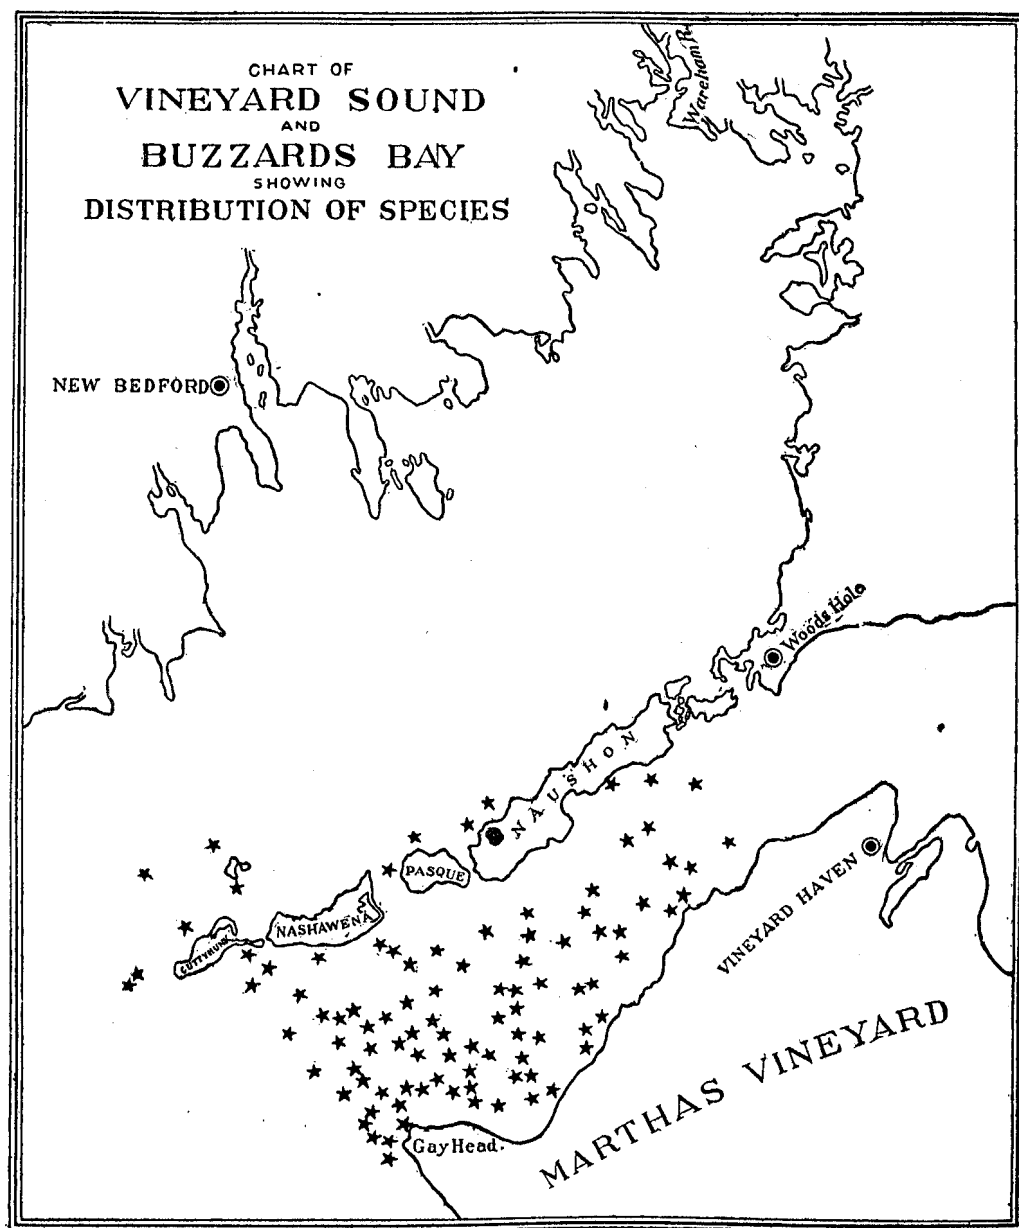 CHART OF
VINEYARD SOUND
AND
BUZZARDS BAY
SHOWING
DISTRIBUTION OF SPECIES
Wareham R.
NEW BEDFORD
Woods Hole
NAUSHON
PASQUE
NASHAWENA
CUTTYHUNK
VINEYARD HAVEN
MARTHAS VINEYARD
Gay Head.